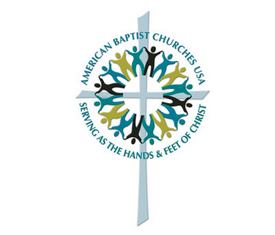 AMERICAN BAPTIST CHURCHES USA
SERVING AS THE HANDS & FEET OF CHRIST